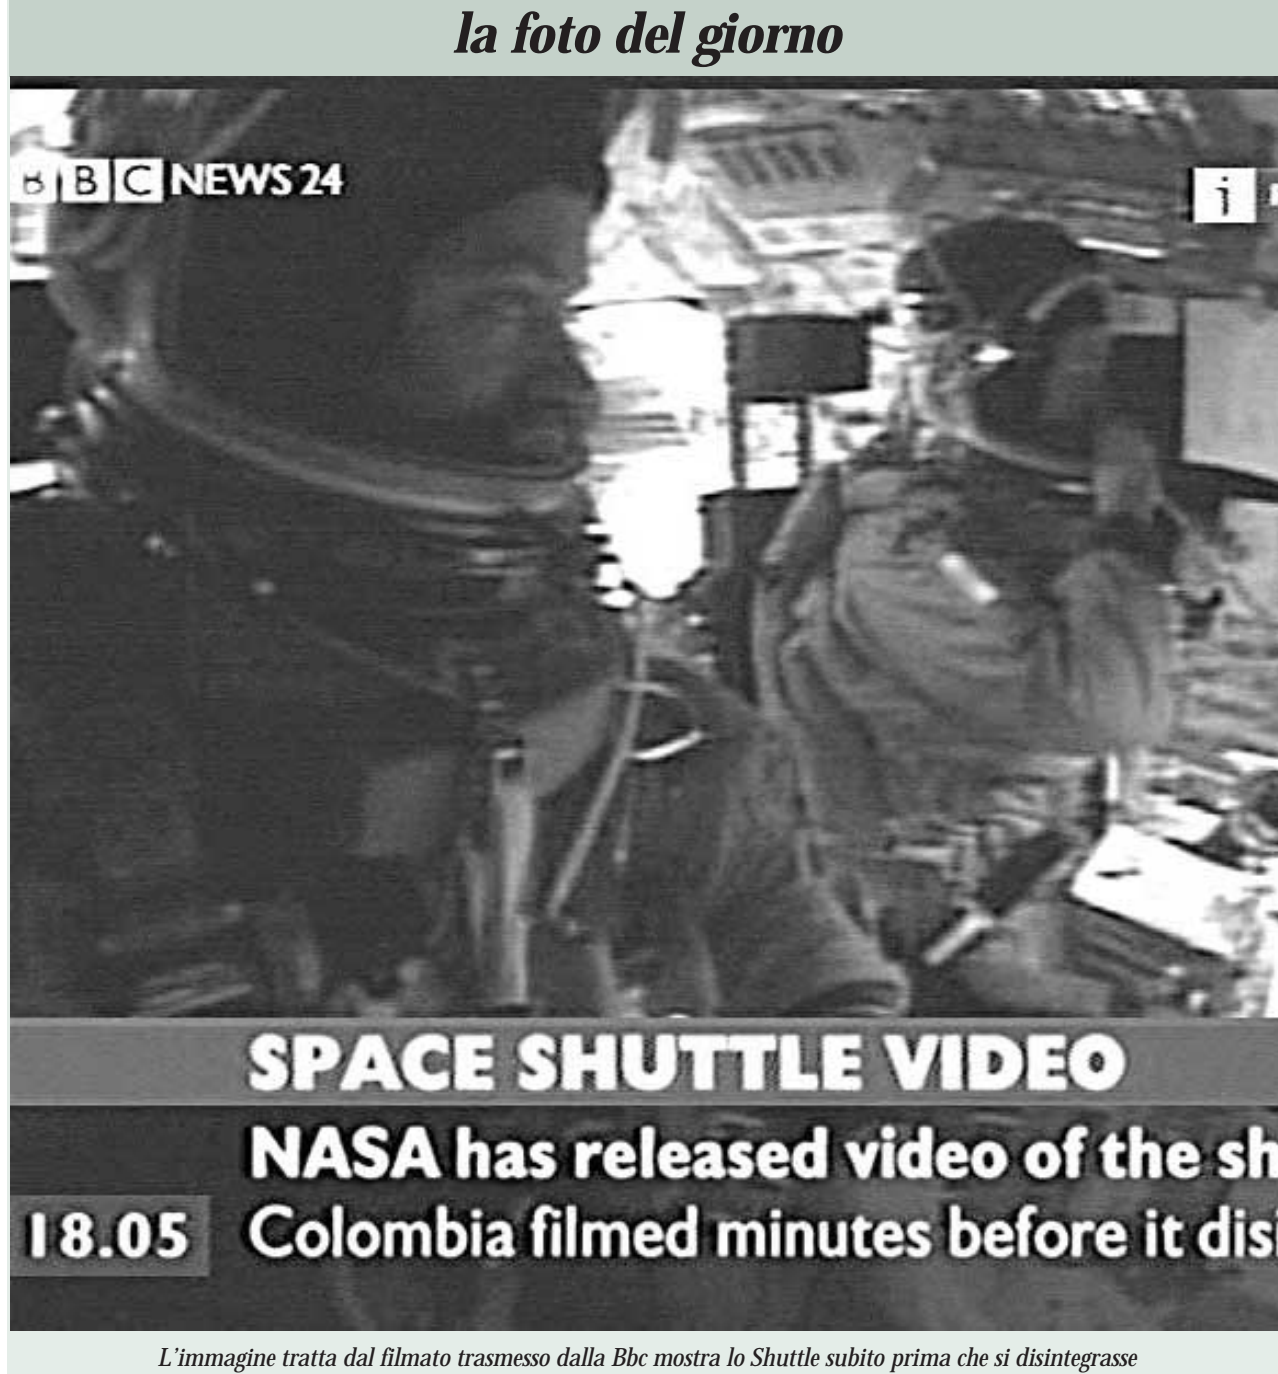 la foto del giorno
BBC NEWS 24
i
SPACE SHUTTLE VIDEO
NASA has released video of the sh
18.05 Colombia filmed minutes before it disi
L'immagine tratta dal filmato trasmesso dalla Bbc mostra lo Shuttle subito prima che si disintegrasse